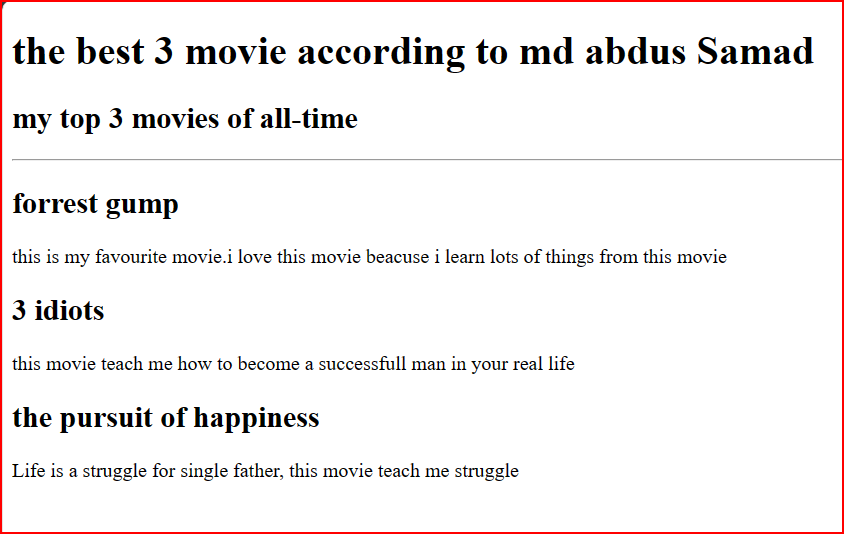 the best 3 movie according to md abdus Samad
my top 3 movies of all-time
forrest gump
this is my favourite movie.i love this movie beacuse i learn lots of things from this movie
3 idiots
this movie teach me how to become a successfull man in your real life
the pursuit of happiness
Life is a struggle for single father, this movie teach me struggle